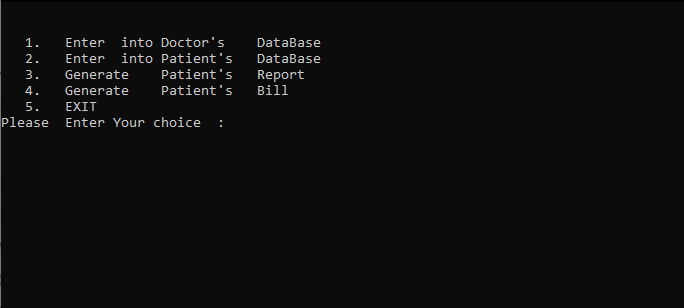 1. Enter into Doctor's DataBase
2. Enter into Patient's DataBase
3. Generate Patient's Report
4. Generate Patient's Bill
5. EXIT
Please Enter Your choice :